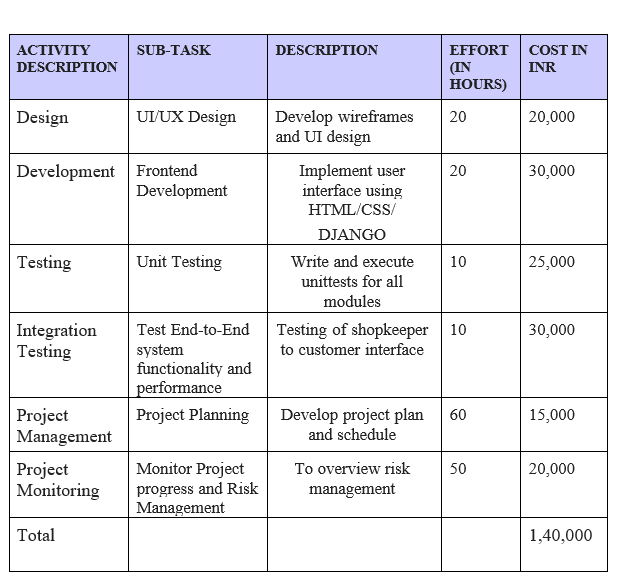 ACTIVITY DESCRIPTION | SUB-TASK | DESCRIPTION | EFFORT (IN HOURS) | COST IN INR
Design | UI/UX Design | Develop wireframes and UI design | 20 | 20,000
Development | Frontend Development | Implement user interface using HTML/CSS/ DJANGO | 20 | 30,000
Testing | Unit Testing | Write and execute unittests for all modules | 10 | 25,000
Integration Testing | Test End-to-End system functionality and performance | Testing of shopkeeper to customer interface | 10 | 30,000
Project Management | Project Planning | Develop project plan and schedule | 60 | 15,000
Project Monitoring | Monitor Project progress and Risk Management | To overview risk management | 50 | 20,000
Total | 1,40,000